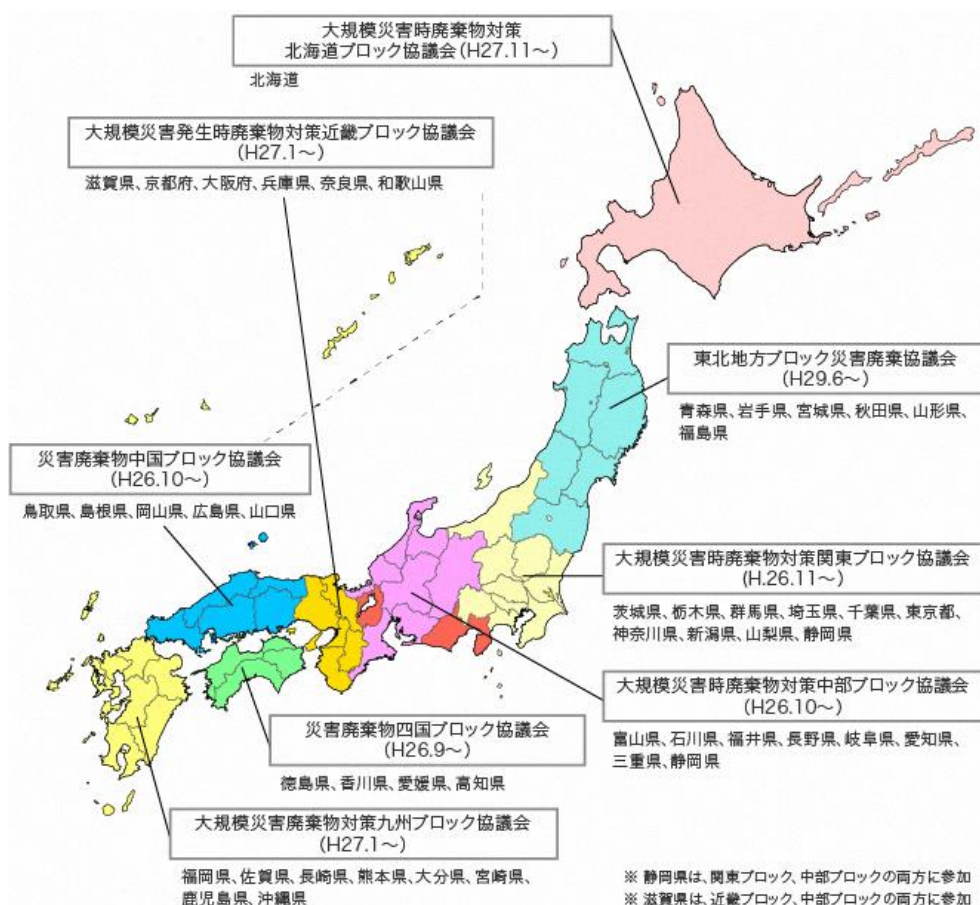 大規模災害時廃棄物対策
北海道ブロック協議会(H27.11～)
北海道
大規模災害発生時廃棄物対策近畿ブロック協議会
(H27.1～)
滋賀県、京都府、大阪府、兵庫県、奈良県、和歌山県
東北地方ブロック災害廃棄協議会
(H29.6～)
青森県、岩手県、宮城県、秋田県、山形県、
福島県
災害廃棄物中国ブロック協議会
(H26.10～)
鳥取県、島根県、岡山県、広島県、山口県
大規模災害時廃棄物対策関東ブロック協議会
(H.26.11～)
茨城県、栃木県、群馬県、埼玉県、千葉県、東京都、
神奈川県、新潟県、山梨県、静岡県
大規模災害時廃棄物対策中部ブロック協議会
(H26.10～)
富山県、石川県、福井県、長野県、岐阜県、愛知県、
三重県、静岡県
災害廃棄物四国ブロック協議会
(H26.9～)
徳島県、香川県、愛媛県、高知県
大規模災害廃棄物対策九州ブロック協議会
(H27.1～)
福岡県、佐賀県、長崎県、熊本県、大分県、宮崎県、
鹿児島県、沖縄県
※ 静岡県は、関東ブロック、中部ブロックの両方に参加
※ 滋賀県は、近畿ブロック、中部ブロックの両方に参加